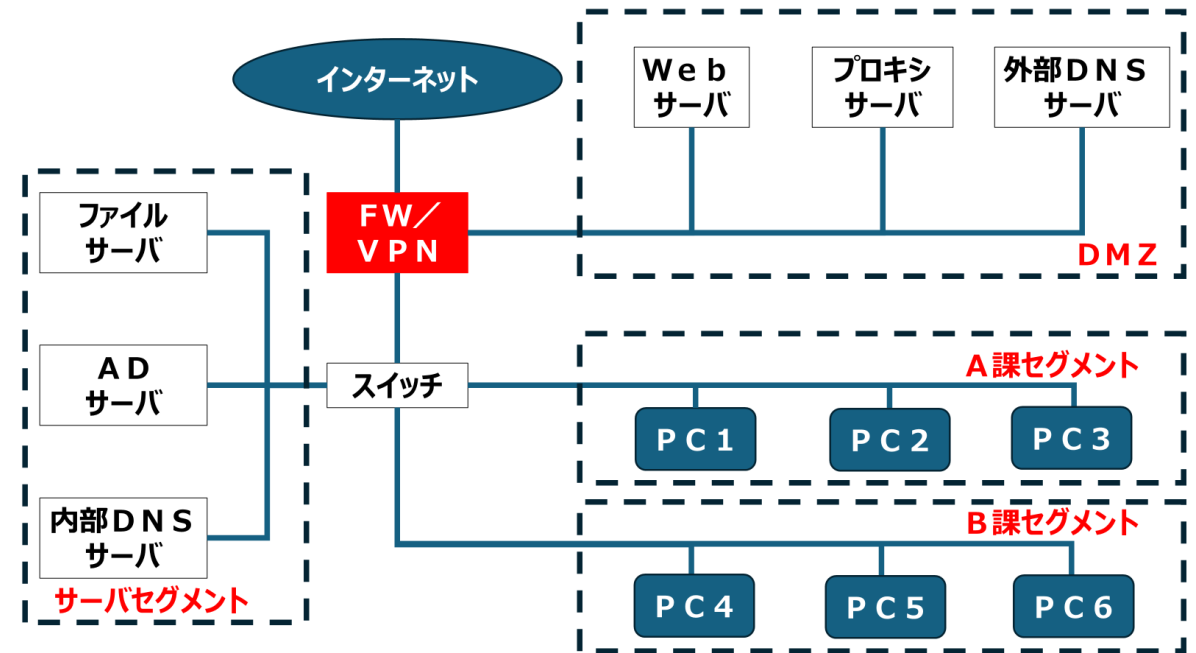 インターネット
Ｗｅｂ
サーバ
プロキシ
サーバ
外部ＤＮＳ
サーバ
ＤＭＺ
ＦＷ／
ＶＰＮ
ファイル
サーバ
ＡＤ
サーバ
内部ＤＮＳ
サーバ
サーバセグメント
スイッチ
Ａ課セグメント
ＰＣ１
ＰＣ２
ＰＣ３
Ｂ課セグメント
ＰＣ４
ＰＣ５
ＰＣ６